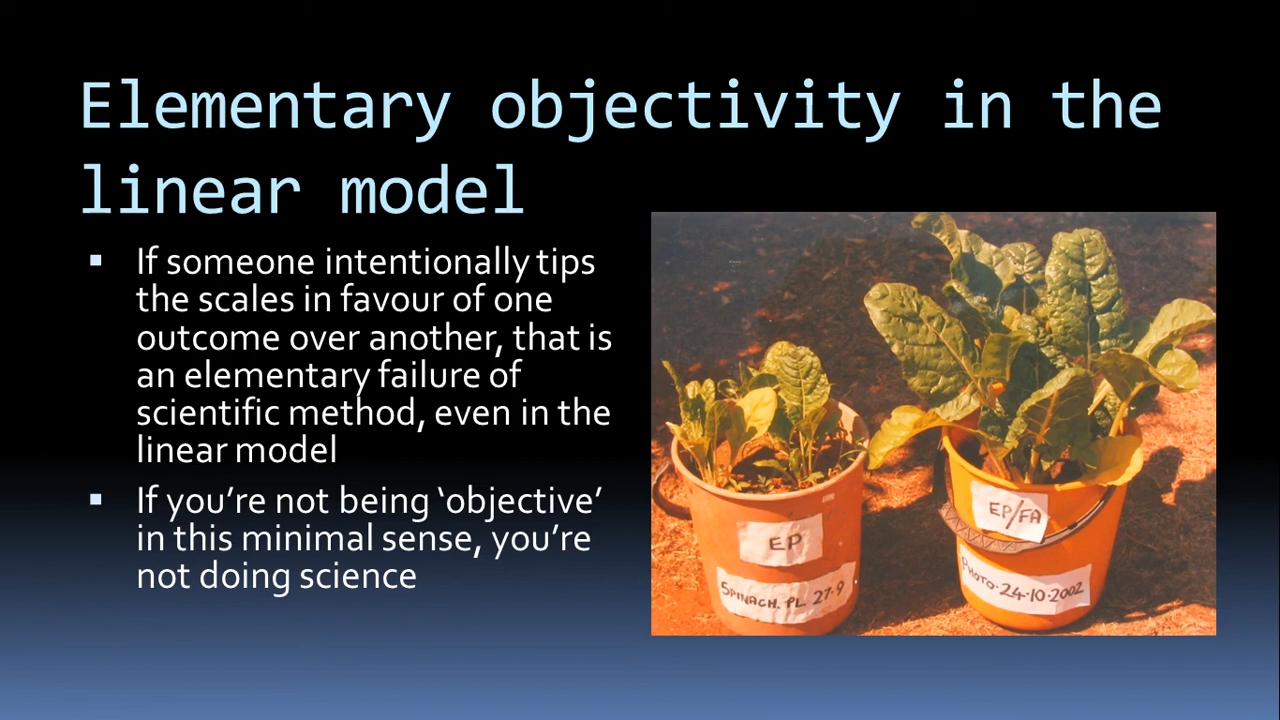 Elementary objectivity in the
linear model
▪ If someone intentionally tips
the scales in favour of one
outcome over another, that is
an elementary failure of
scientific method, even in the
linear model
▪ If you’re not being ‘objective’
in this minimal sense, you’re
not doing science
EP
SPINACH. PL 27·9
EP/FA
PHOTO·24·10·2002